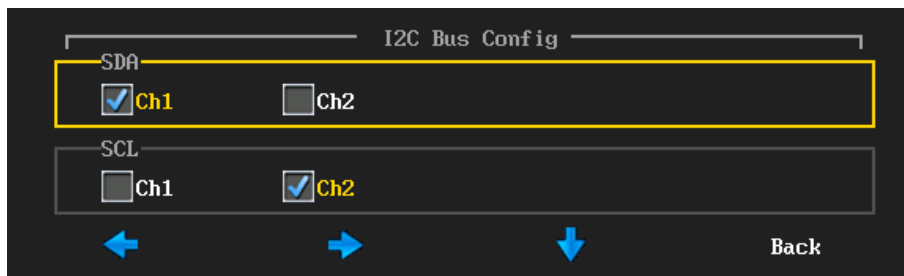 I2C Bus Config
SDA
Ch1 Ch2
SCL
Ch1 Ch2
Back